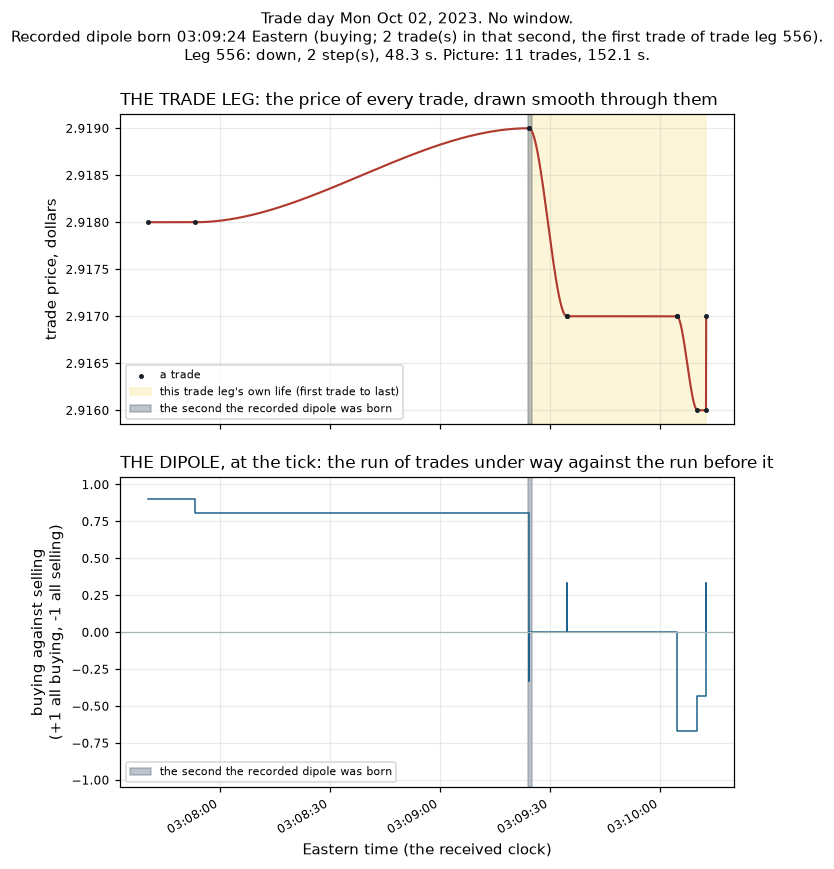 Trade day Mon Oct 02, 2023. No window.
Recorded dipole born 03:09:24 Eastern (buying; 2 trade(s) in that second, the first trade of trade leg 556).
Leg 556: down, 2 step(s), 48.3 s. Picture: 11 trades, 152.1 s.
THE TRADE LEG: the price of every trade, drawn smooth through them
trade price, dollars
2.9190
2.9185
2.9180
2.9175
2.9170
2.9165
2.9160
a trade
this trade leg's own life (first trade to last)
the second the recorded dipole was born
THE DIPOLE, at the tick: the run of trades under way against the run before it
buying against selling
(+1 all buying, -1 all selling)
1.00
0.75
0.50
0.25
0.00
−0.25
−0.50
−0.75
−1.00
the second the recorded dipole was born
03:08:00
03:08:30
03:09:00
03:09:30
03:10:00
Eastern time (the received clock)